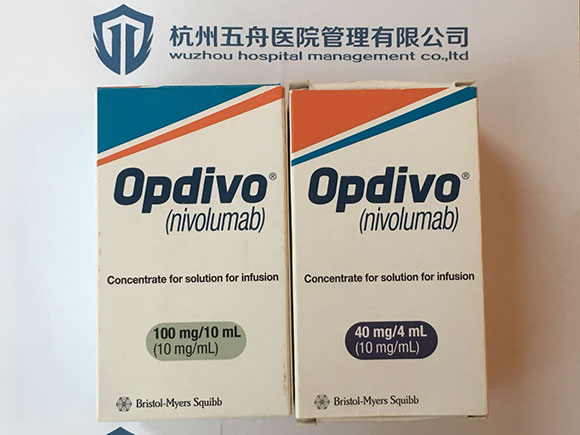 杭州五舟医院管理有限公司
wuzhou hospital management co.,ltd
Opdivo®
(nivolumab)
Concentrate for solution for infusion
100 mg/10 mL
(10 mg/mL)
Bristol-Myers Squibb
Opdivo®
(nivolumab)
Concentrate for solution for infusion
40 mg/4 mL
(10 mg/mL)
Bristol-Myers Squibb